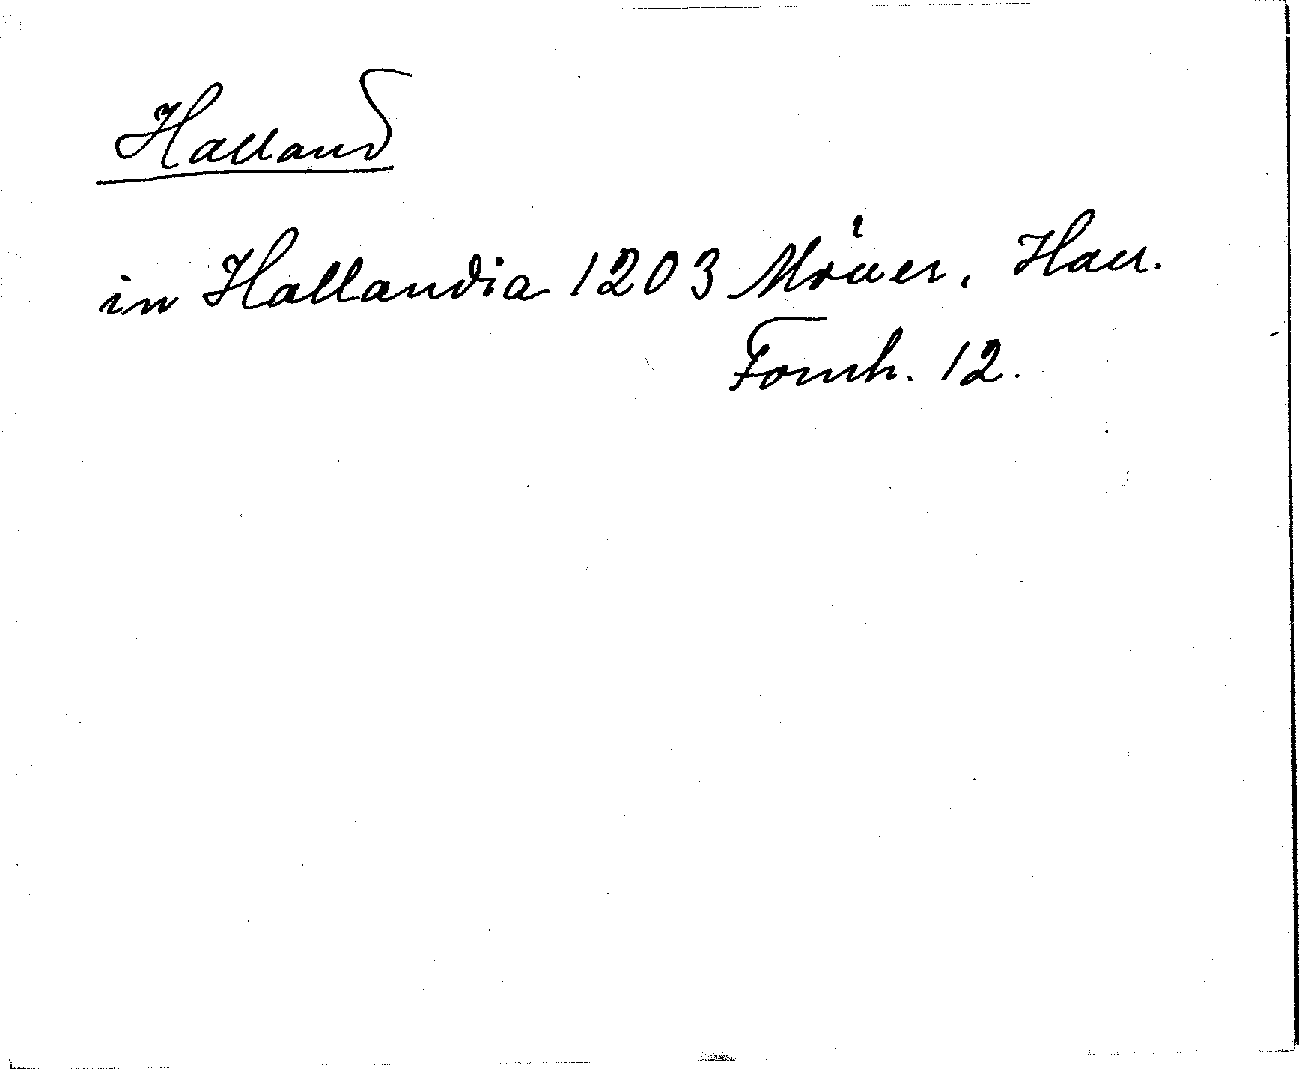 Halland
in Hallandia 1203 Möller, Hall.
Fornh. 12.